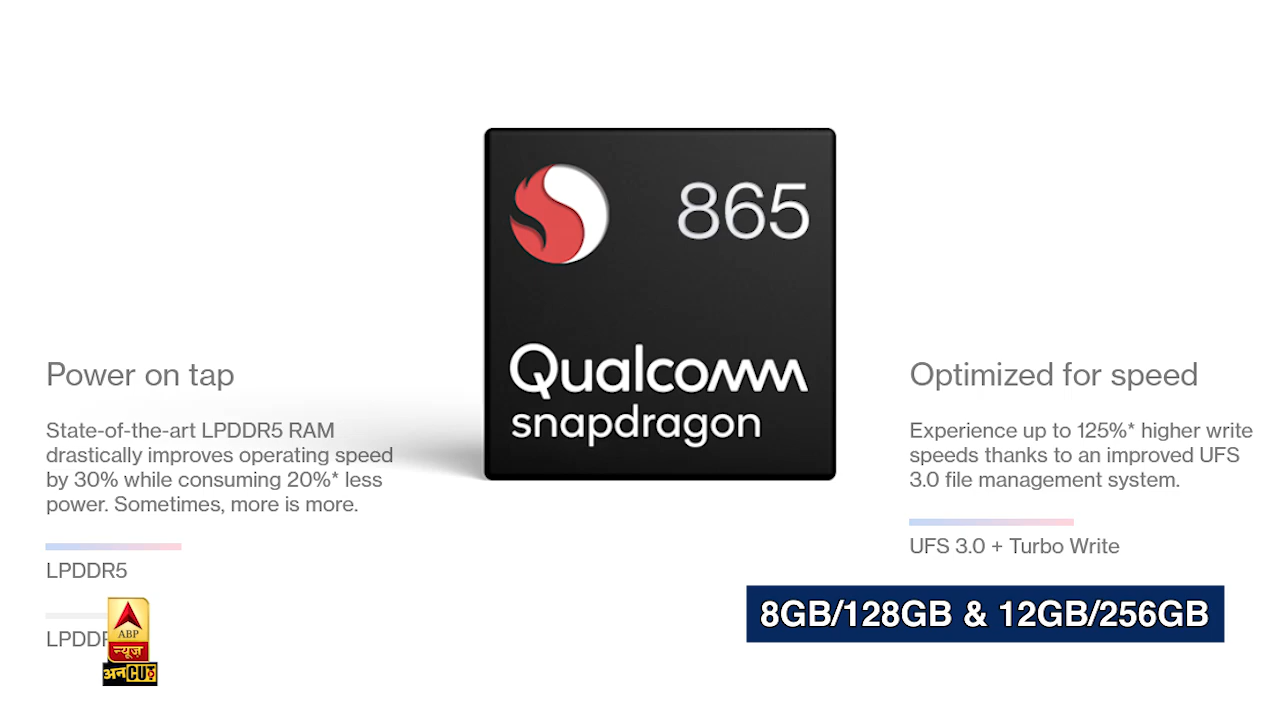 865
Qualcomm
snapdragon
Power on tap
State-of-the-art LPDDR5 RAM
drastically improves operating speed
by 30% while consuming 20%* less
power. Sometimes, more is more.
LPDDR5
LPDDR
Optimized for speed
Experience up to 125%* higher write
speeds thanks to an improved UFS
3.0 file management system.
UFS 3.0 + Turbo Write
8GB/128GB & 12GB/256GB
ABP
न्यूज़
अनCUट